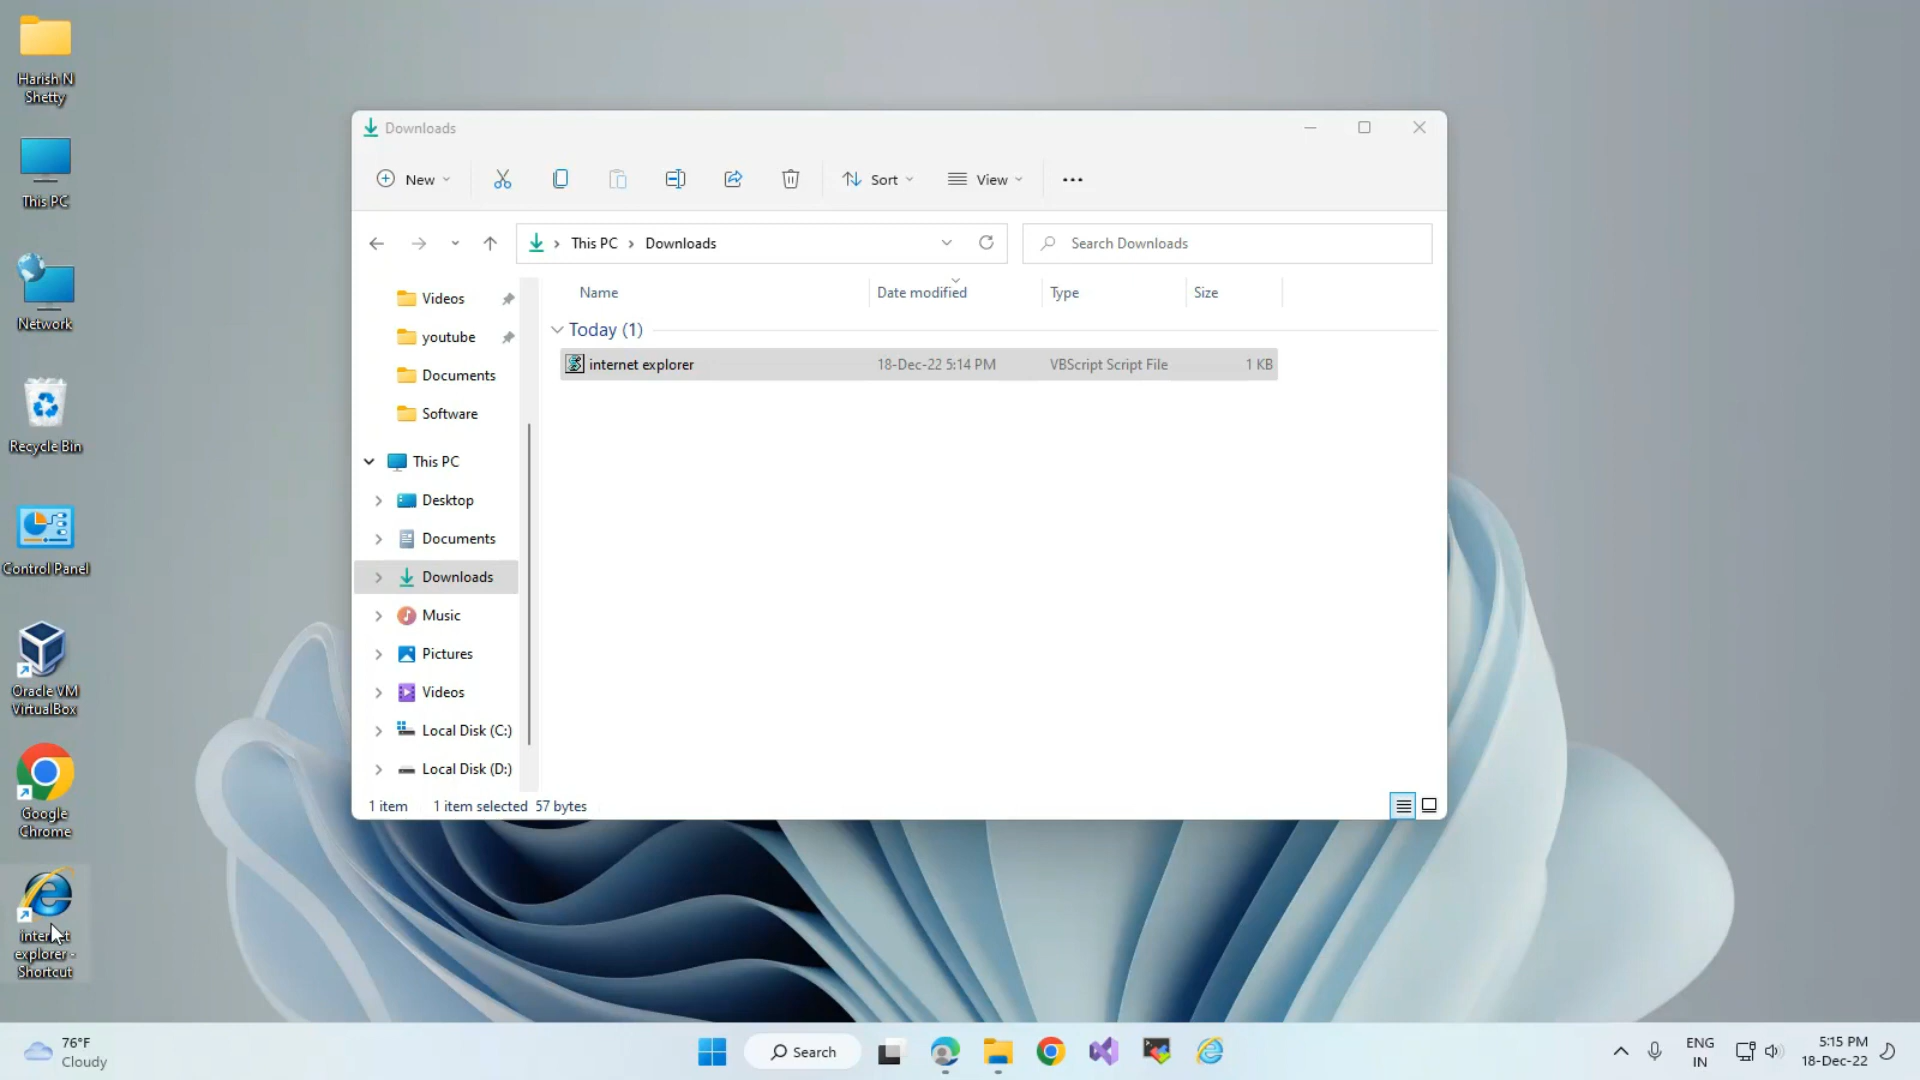 Harish N
Shetty
This PC
Network
Recycle Bin
Control Panel
Oracle VM
VirtualBox
Google
Chrome
internet
explorer -
Shortcut
Downloads
New
Sort
View
This PC
Downloads
Search Downloads
Videos
youtube
Documents
Software
This PC
Desktop
Documents
Downloads
Music
Pictures
Videos
Local Disk (C:)
Local Disk (D:)
Name Date modified Type Size
Today (1)
internet explorer 18-Dec-22 5:14 PM VBScript Script File 1 KB
1 item 1 item selected 57 bytes
76°F
Cloudy
Search
ENG
IN
5:15 PM
18-Dec-22